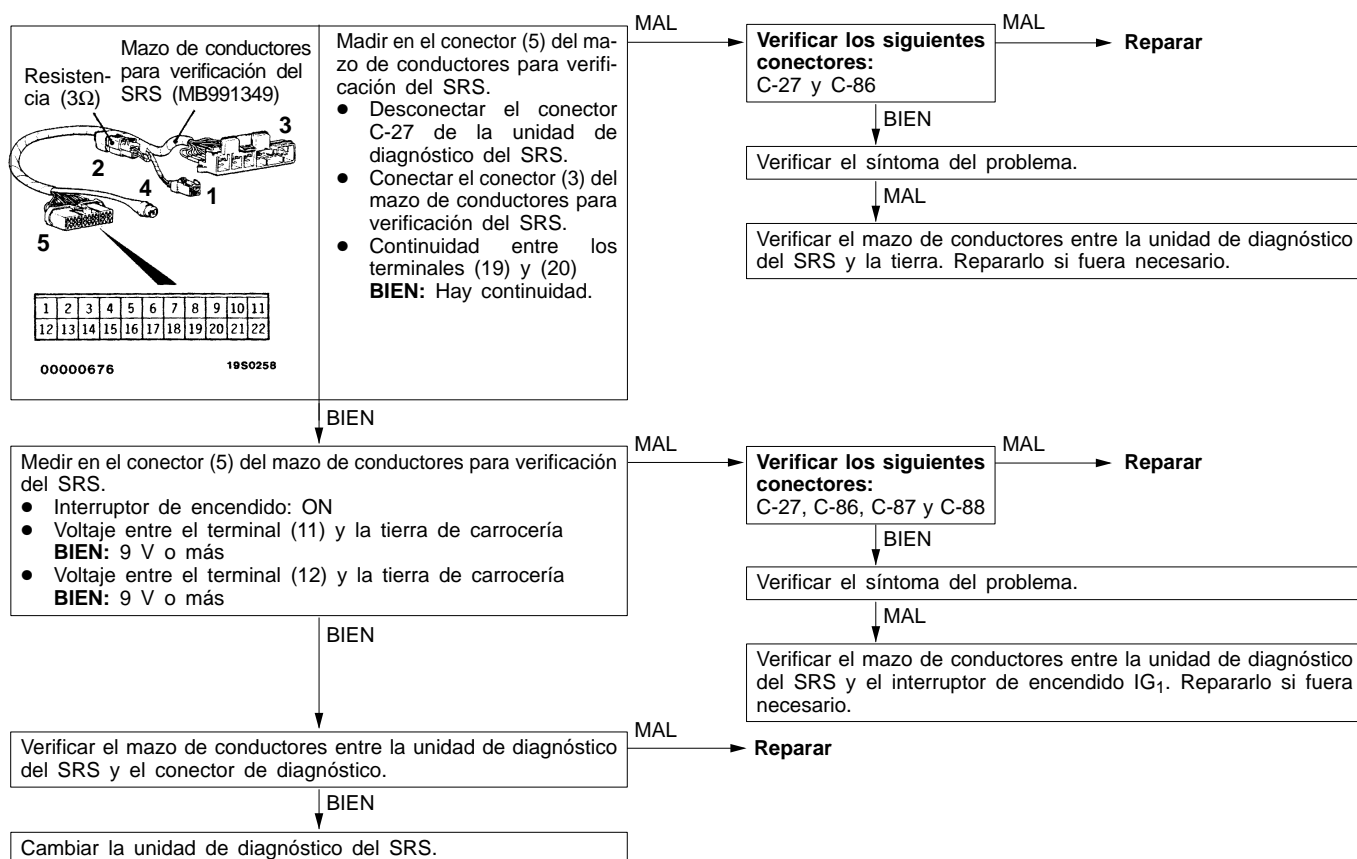 Resisten-
cia (3Ω)
Mazo de conductores
para verificación del
SRS (MB991349)
3
2
4
1
5
1 2 3 4 5 6 7 8 9 10 11
12 13 14 15 16 17 18 19 20 21 22
00000676
19S0258
Madir en el conector (5) del ma-
zo de conductores para verifi-
cación del SRS.
● Desconectar el conector
C-27 de la unidad de
diagnóstico del SRS.
● Conectar el conector (3) del
mazo de conductores para
verificación del SRS.
● Continuidad entre los
terminales (19) y (20)
BIEN: Hay continuidad.
MAL
Verificar los siguientes
conectores:
C-27 y C-86
MAL
Reparar
BIEN
Verificar el síntoma del problema.
MAL
Verificar el mazo de conductores entre la unidad de diagnóstico
del SRS y la tierra. Repararlo si fuera necesario.
BIEN
Medir en el conector (5) del mazo de conductores para verificación
del SRS.
● Interruptor de encendido: ON
● Voltaje entre el terminal (11) y la tierra de carrocería
BIEN: 9 V o más
● Voltaje entre el terminal (12) y la tierra de carrocería
BIEN: 9 V o más
MAL
Verificar los siguientes
conectores:
C-27, C-86, C-87 y C-88
MAL
Reparar
BIEN
Verificar el síntoma del problema.
MAL
Verificar el mazo de conductores entre la unidad de diagnóstico
del SRS y el interruptor de encendido IG₁. Repararlo si fuera
necesario.
BIEN
Verificar el mazo de conductores entre la unidad de diagnóstico
del SRS y el conector de diagnóstico.
MAL
Reparar
BIEN
Cambiar la unidad de diagnóstico del SRS.